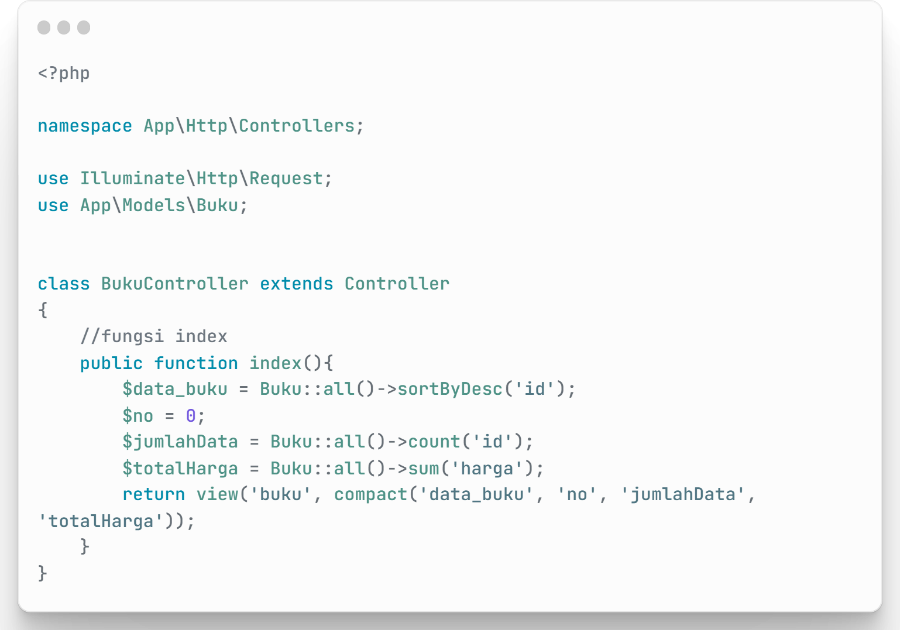 <?php

namespace App\Http\Controllers;

use Illuminate\Http\Request;
use App\Models\Buku;


class BukuController extends Controller
{
    //fungsi index
    public function index(){
        $data_buku = Buku::all()->sortByDesc('id');
        $no = 0;
        $jumlahData = Buku::all()->count('id');
        $totalHarga = Buku::all()->sum('harga');
        return view('buku', compact('data_buku', 'no', 'jumlahData',
'totalHarga'));
    }
}